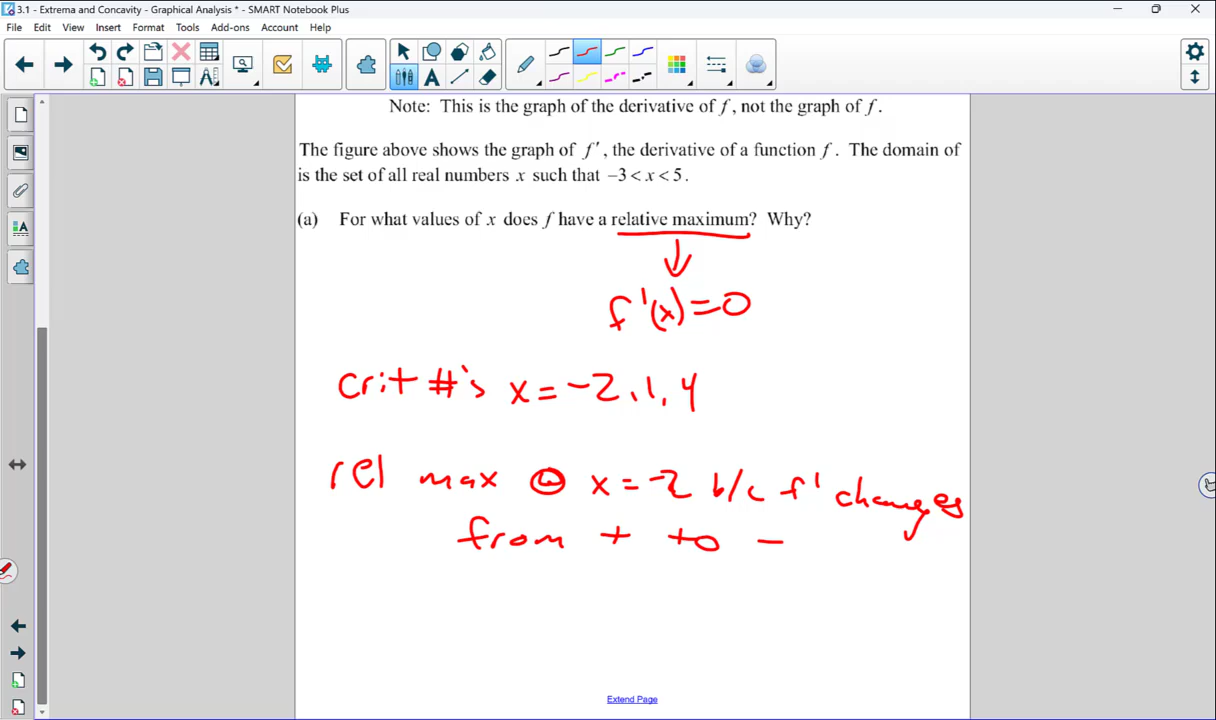 3.1 - Extrema and Concavity - Graphical Analysis * - SMART Notebook Plus
File Edit View Insert Format Tools Add-ons Account Help
Note: This is the graph of the derivative of f, not the graph of f.
The figure above shows the graph of f′, the derivative of a function f. The domain of
is the set of all real numbers x such that −3 < x < 5.
(a) For what values of x does f have a relative maximum? Why?
f'(x)=0
crit #'s x = -2, 1, 4
rel max @ x = -2 b/c f' changes
from + to -
Extend Page